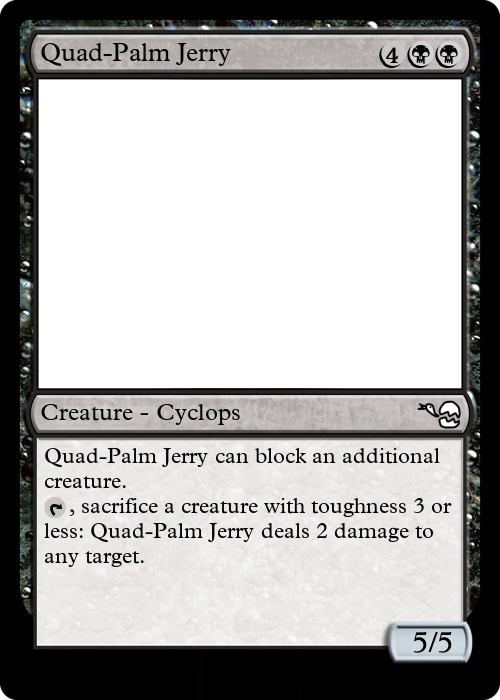 Quad-Palm Jerry 4
Creature - Cyclops
Quad-Palm Jerry can block an additional
creature.
, sacrifice a creature with toughness 3 or
less: Quad-Palm Jerry deals 2 damage to
any target.
5/5